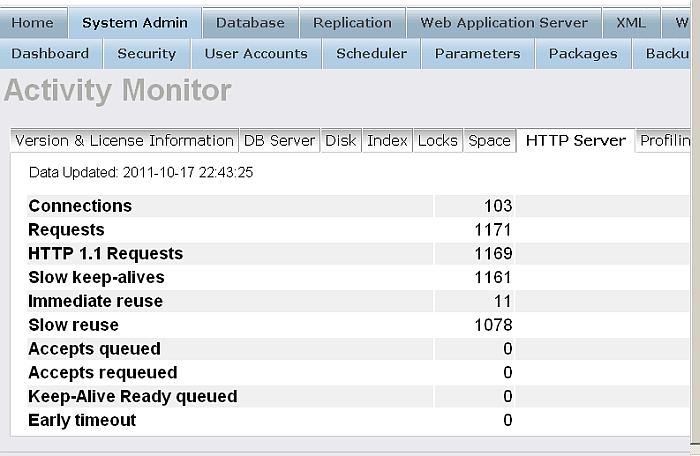 Home System Admin Database Replication Web Application Server XML W
Dashboard Security User Accounts Scheduler Parameters Packages Backu
Activity Monitor
Version & License Information DB Server Disk Index Locks Space HTTP Server Profilin
Data Updated: 2011-10-17 22:43:25
Connections 103
Requests 1171
HTTP 1.1 Requests 1169
Slow keep-alives 1161
Immediate reuse 11
Slow reuse 1078
Accepts queued 0
Accepts requeued 0
Keep-Alive Ready queued 0
Early timeout 0